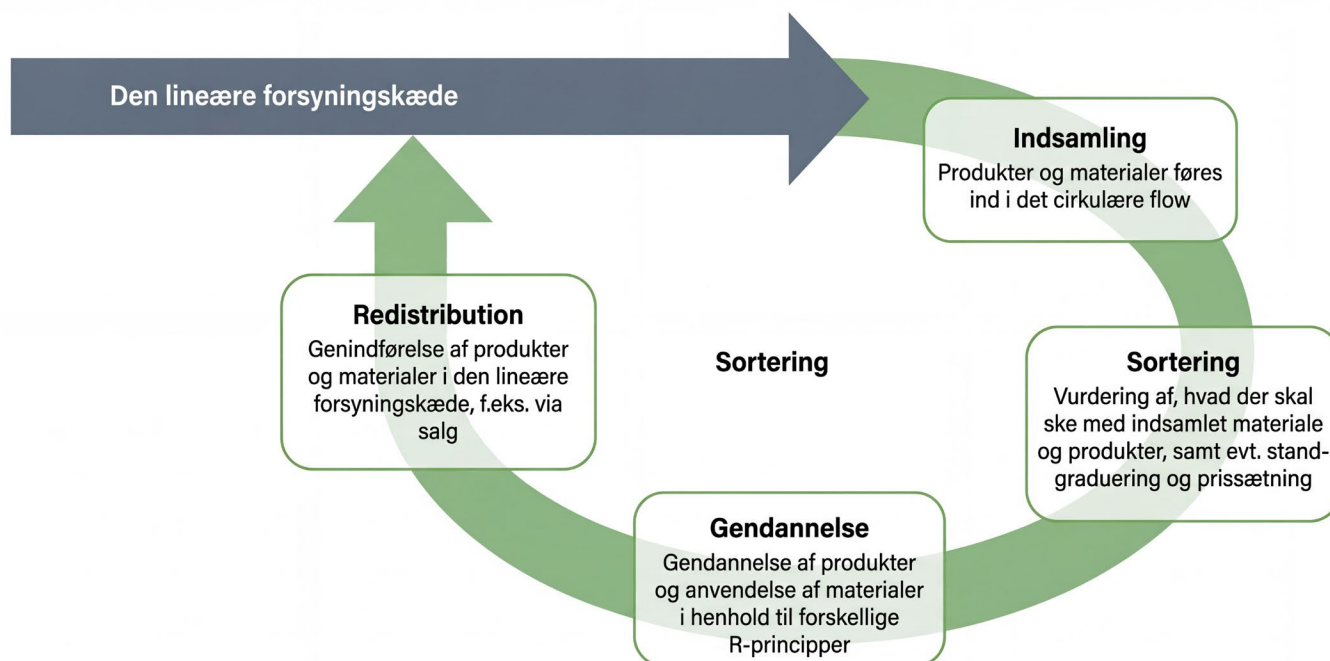 Den lineære forsyningskæde
Indsamling
Produkter og materialer føres
ind i det cirkulære flow
Sortering
Vurdering af, hvad der skal
ske med indsamlet materiale
og produkter, samt evt. stand-
graduering og prissætning
Gendannelse
Gendannelse af produkter
og anvendelse af materialer
i henhold til forskellige
R-principper
Redistribution
Genindførelse af produkter
og materialer i den lineære
forsyningskæde, f.eks. via
salg
Sortering